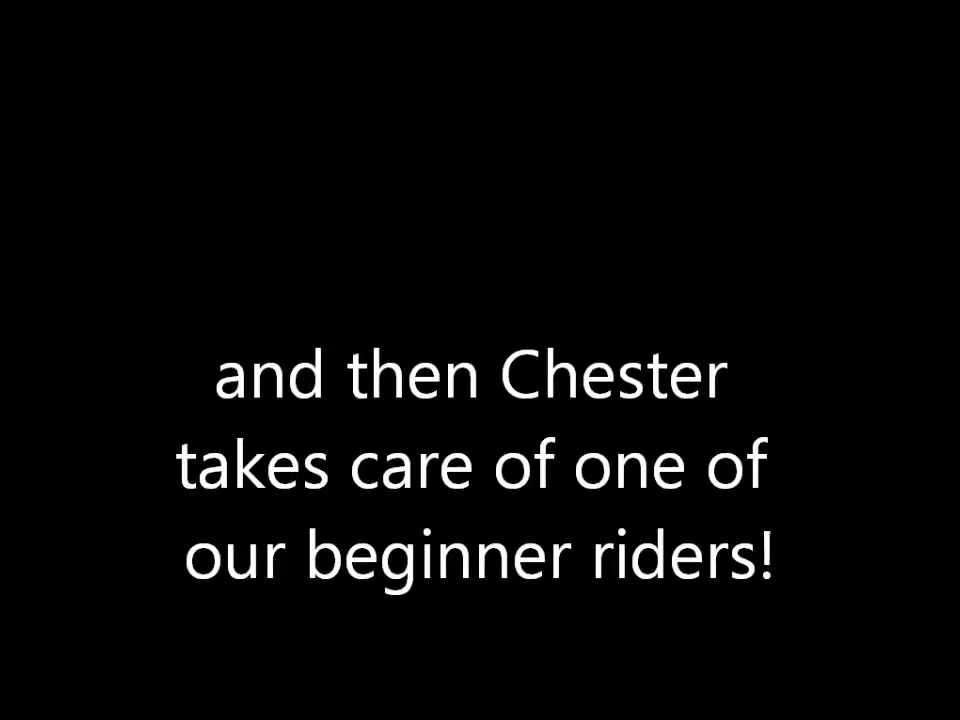 and then Chester
takes care of one of
our beginner riders!